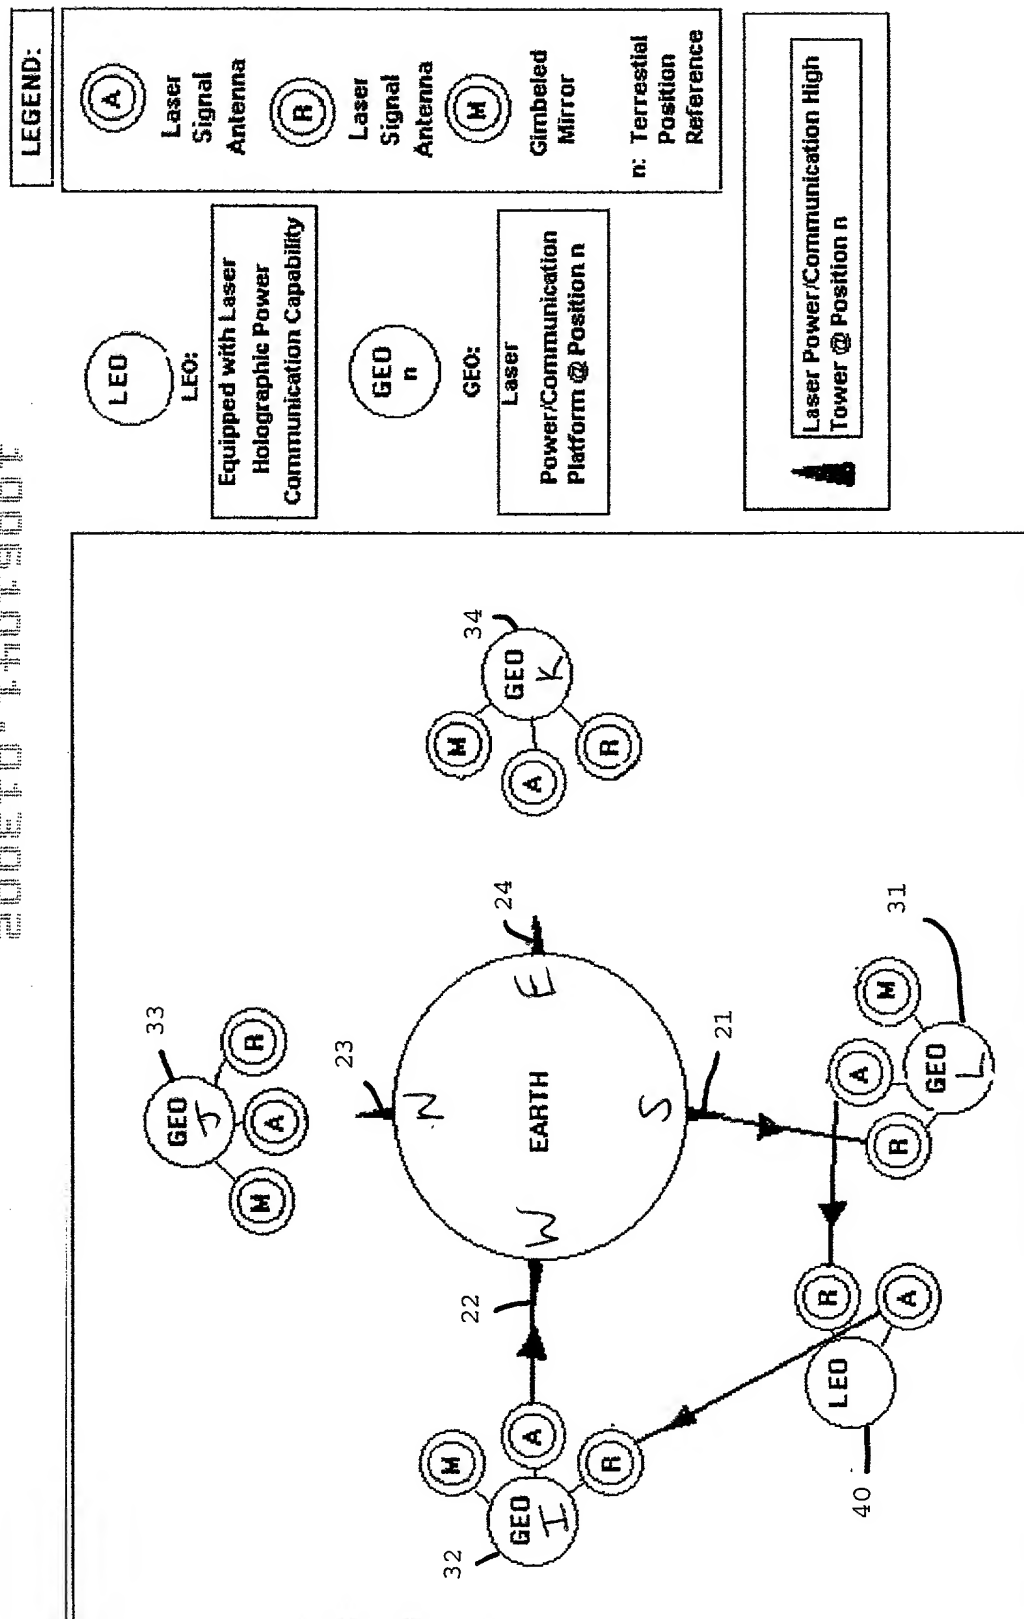 LEGEND:
A
Laser
Signal
Antenna
R
Laser
Signal
Antenna
M
Gimbeled
Mirror
n: Terrestial
Position
Reference
LEO
LEO:
Equipped with Laser
Holographic Power
Communication Capability
GEO
n
GEO:
Laser
Power/Communication
Platform @ Position n
Laser Power/Communication High
Tower @ Position n
34
GEO
K
M
A
R
33
GEO
J
M
A
R
23
24
N
E
EARTH
W
S
21
22
31
GEO
L
M
A
R
32
GEO
I
M
A
R
LEO
R
A
40